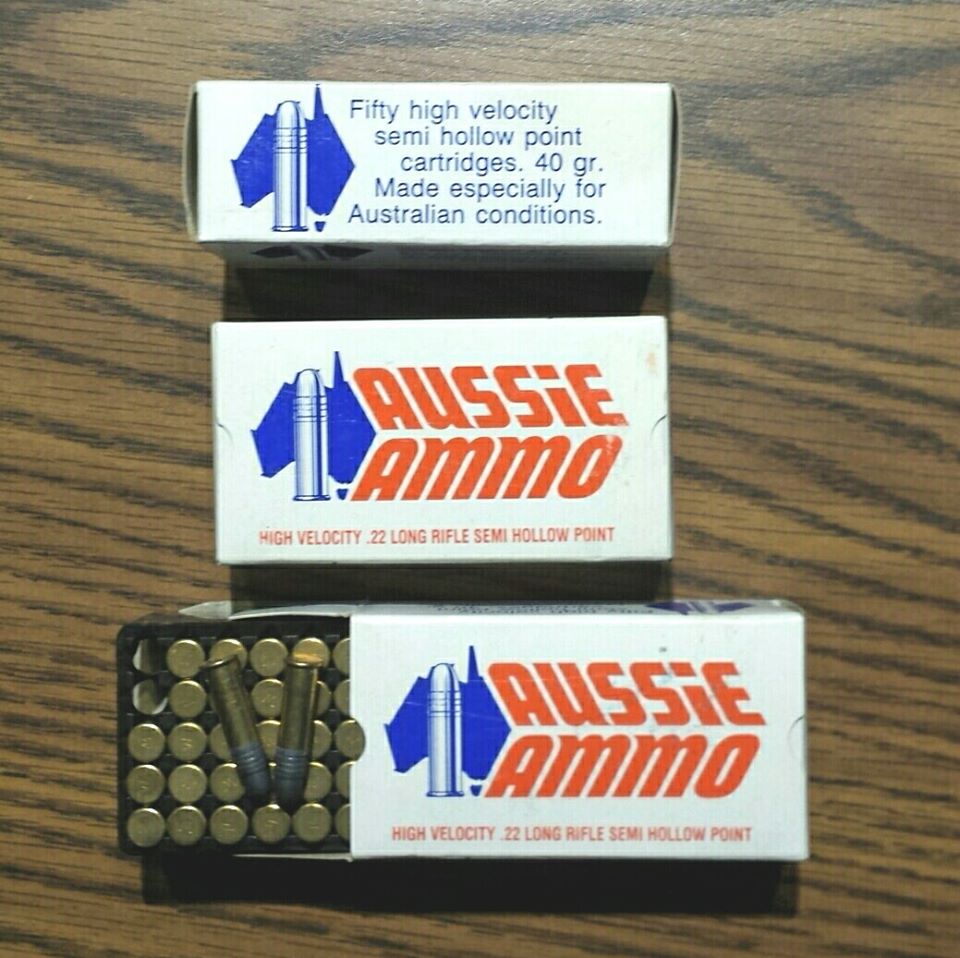 Fifty high velocity
semi hollow point
cartridges. 40 gr.
Made especially for
Australian conditions.
AUSSiE
AMMO
HIGH VELOCITY .22 LONG RIFLE SEMI HOLLOW POINT
AUSSiE
AMMO
HIGH VELOCITY .22 LONG RIFLE SEMI HOLLOW POINT